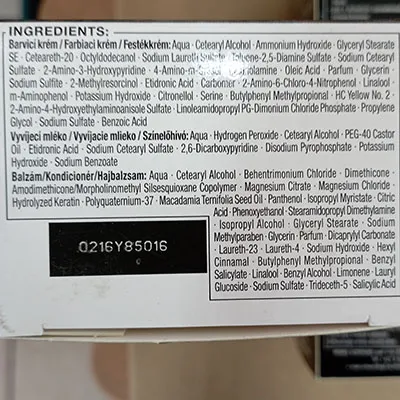 INGREDIENTS:
Barvicí krém / Farbiaci krém / Festékkrém: Aqua · Cetearyl Alcohol · Ammonium Hydroxide · Glyceryl Stearate
SE · Ceteareth-20 · Octyldodecanol · Sodium Laureth Sulfate · Toluene-2,5-Diamine Sulfate · Sodium Cetearyl
Sulfate · 2-Amino-3-Hydroxypyridine · 4-Amino-m- · Oleic Acid · Parfum · Glycerin ·
Sodium Sulfite · 2-Methylresorcinol · Etidronic Acid · Carbomer · 2-Amino-6-Chloro-4-Nitrophenol · Linalool ·
m-Aminophenol · Potassium Hydroxide · Citronellol · Serine · Butylphenyl Methylpropional · HC Yellow No. 2 ·
2-Amino-4-Hydroxyethylaminoanisole Sulfate · Linoleamidopropyl PG-Dimonium Chloride Phosphate · Propylene
Glycol · Sodium Sulfate · Benzoic Acid
Vyvíjecí mléko / Vyvíjacie mlieko / Színelőhívó: Aqua · Hydrogen Peroxide · Cetearyl Alcohol · PEG-40 Castor
Oil · Etidronic Acid · Sodium Cetearyl Sulfate · 2,6-Dicarboxypyridine · Disodium Pyrophosphate · Potassium
Hydroxide · Sodium Benzoate
Balzám/Kondicionér/Hajbalzsam: Aqua · Cetearyl Alcohol · Behentrimonium Chloride · Dimethicone ·
Amodimethicone/Morpholinomethyl Silsesquioxane Copolymer · Magnesium Citrate · Magnesium Chloride ·
Hydrolyzed Keratin · Polyquaternium-37 · Macadamia Ternifolia Seed Oil · Panthenol · Isopropyl Myristate · Citric
Acid · Phenoxyethanol · Stearamidopropyl Dimethylamine
· Isopropyl Alcohol · Glyceryl Stearate · Sodium
Methylparaben · Glycerin · Parfum · Dicaprylyl Carbonate
· Laureth-23 · Laureth-4 · Sodium Hydroxide · Hexyl
Cinnamal · Butylphenyl Methylpropional · Benzyl
Salicylate · Linalool · Benzyl Alcohol · Limonene · Lauryl
Glucoside · Sodium Sulfate · Trideceth-5 · Salicylic Acid
Q216Y85016